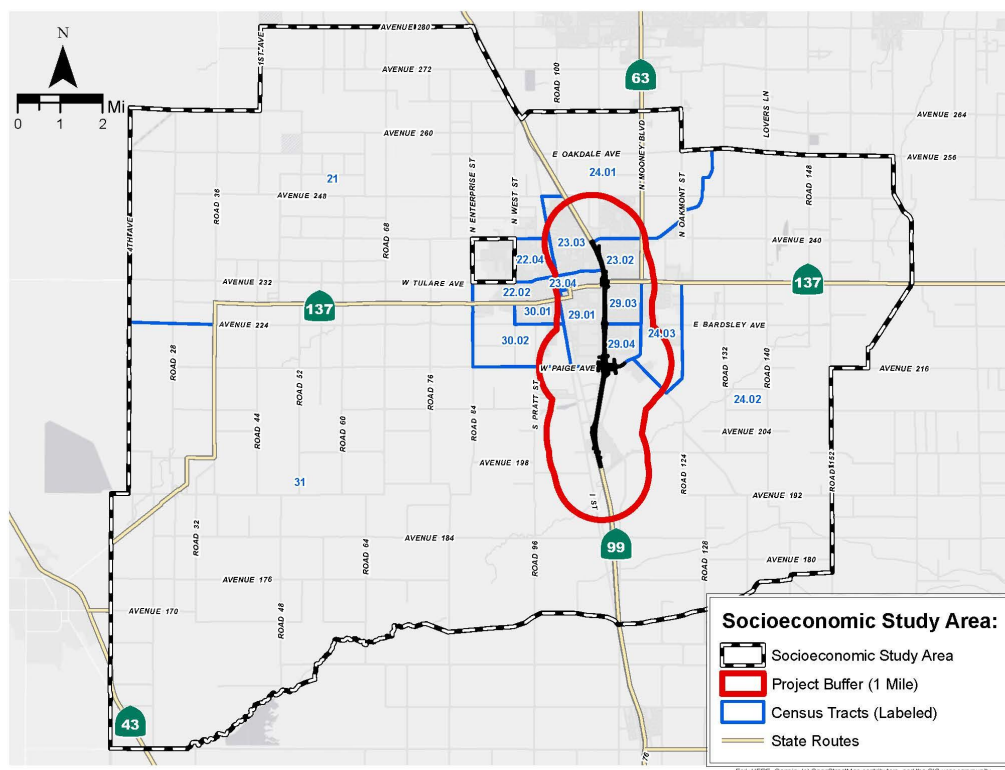 AVENUE 280
N
1ST AVE
AVENUE 272
ROAD 100
63
Mi
0 1 2
LOVERS LN
AVENUE 264
AVENUE 260
N MOONEY BLVD
E OAKDALE AVE
AVENUE 256
24.01
21
N ENTERPRISE ST
N WEST ST
N OAKMONT ST
ROAD 148
ROAD 36
AVENUE 248
4TH AVE
ROAD 68
23.03
AVENUE 240
22.04
23.02
AVENUE 232
W TULARE AVE
23.04
137
22.02
137
29.03
30.01
29.01
AVENUE 224
E BARDSLEY AVE
24.03
30.02
29.04
ROAD 28
ROAD 132
ROAD 140
W PAIGE AVE
AVENUE 216
ROAD 52
ROAD 76
S PRATT ST
24.02
ROAD 44
ROAD 60
ROAD 84
AVENUE 204
AVENUE 198
ROAD 124
ROAD 152
31
I ST
AVENUE 192
ROAD 32
AVENUE 184
99
ROAD 64
ROAD 96
ROAD 128
AVENUE 180
AVENUE 176
AVENUE 170
ROAD 48
43
Socioeconomic Study Area:
Socioeconomic Study Area
Project Buffer (1 Mile)
Census Tracts (Labeled)
State Routes